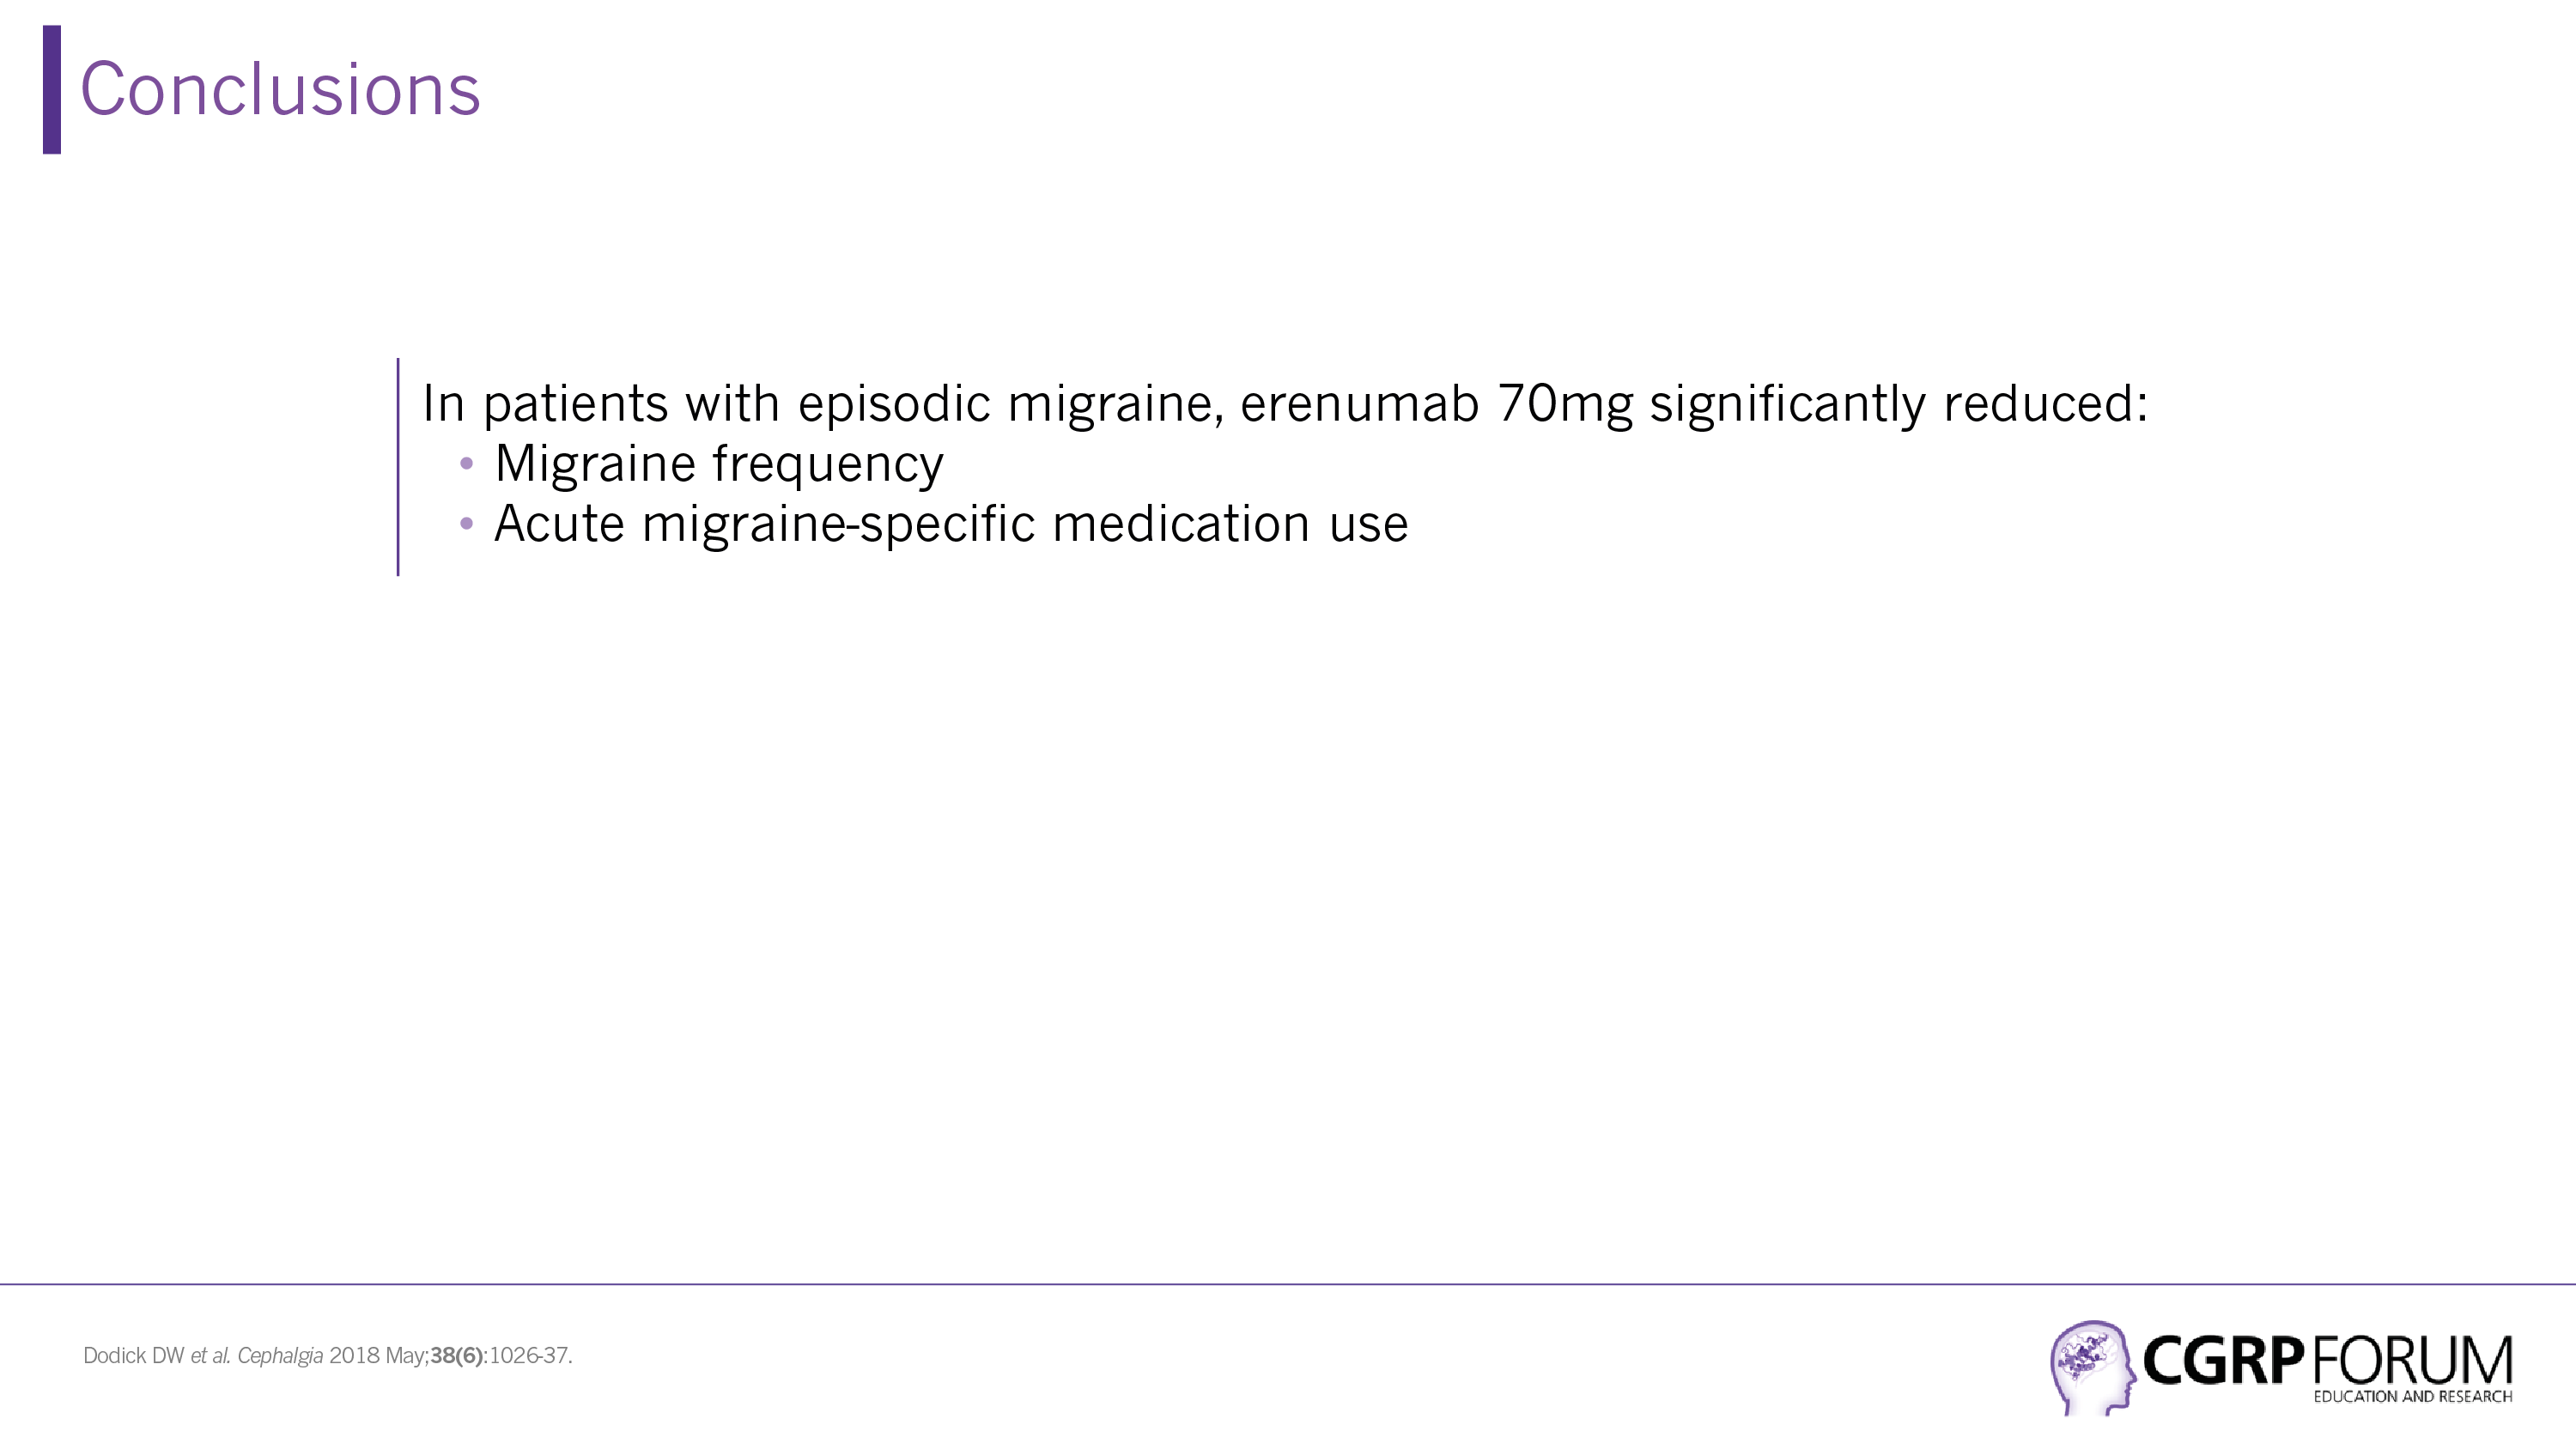 Conclusions
In patients with episodic migraine, erenumab 70mg significantly reduced:
• Migraine frequency
• Acute migraine-specific medication use
Dodick DW et al. Cephalgia 2018 May;38(6):1026-37.
CGRP FORUM
EDUCATION AND RESEARCH